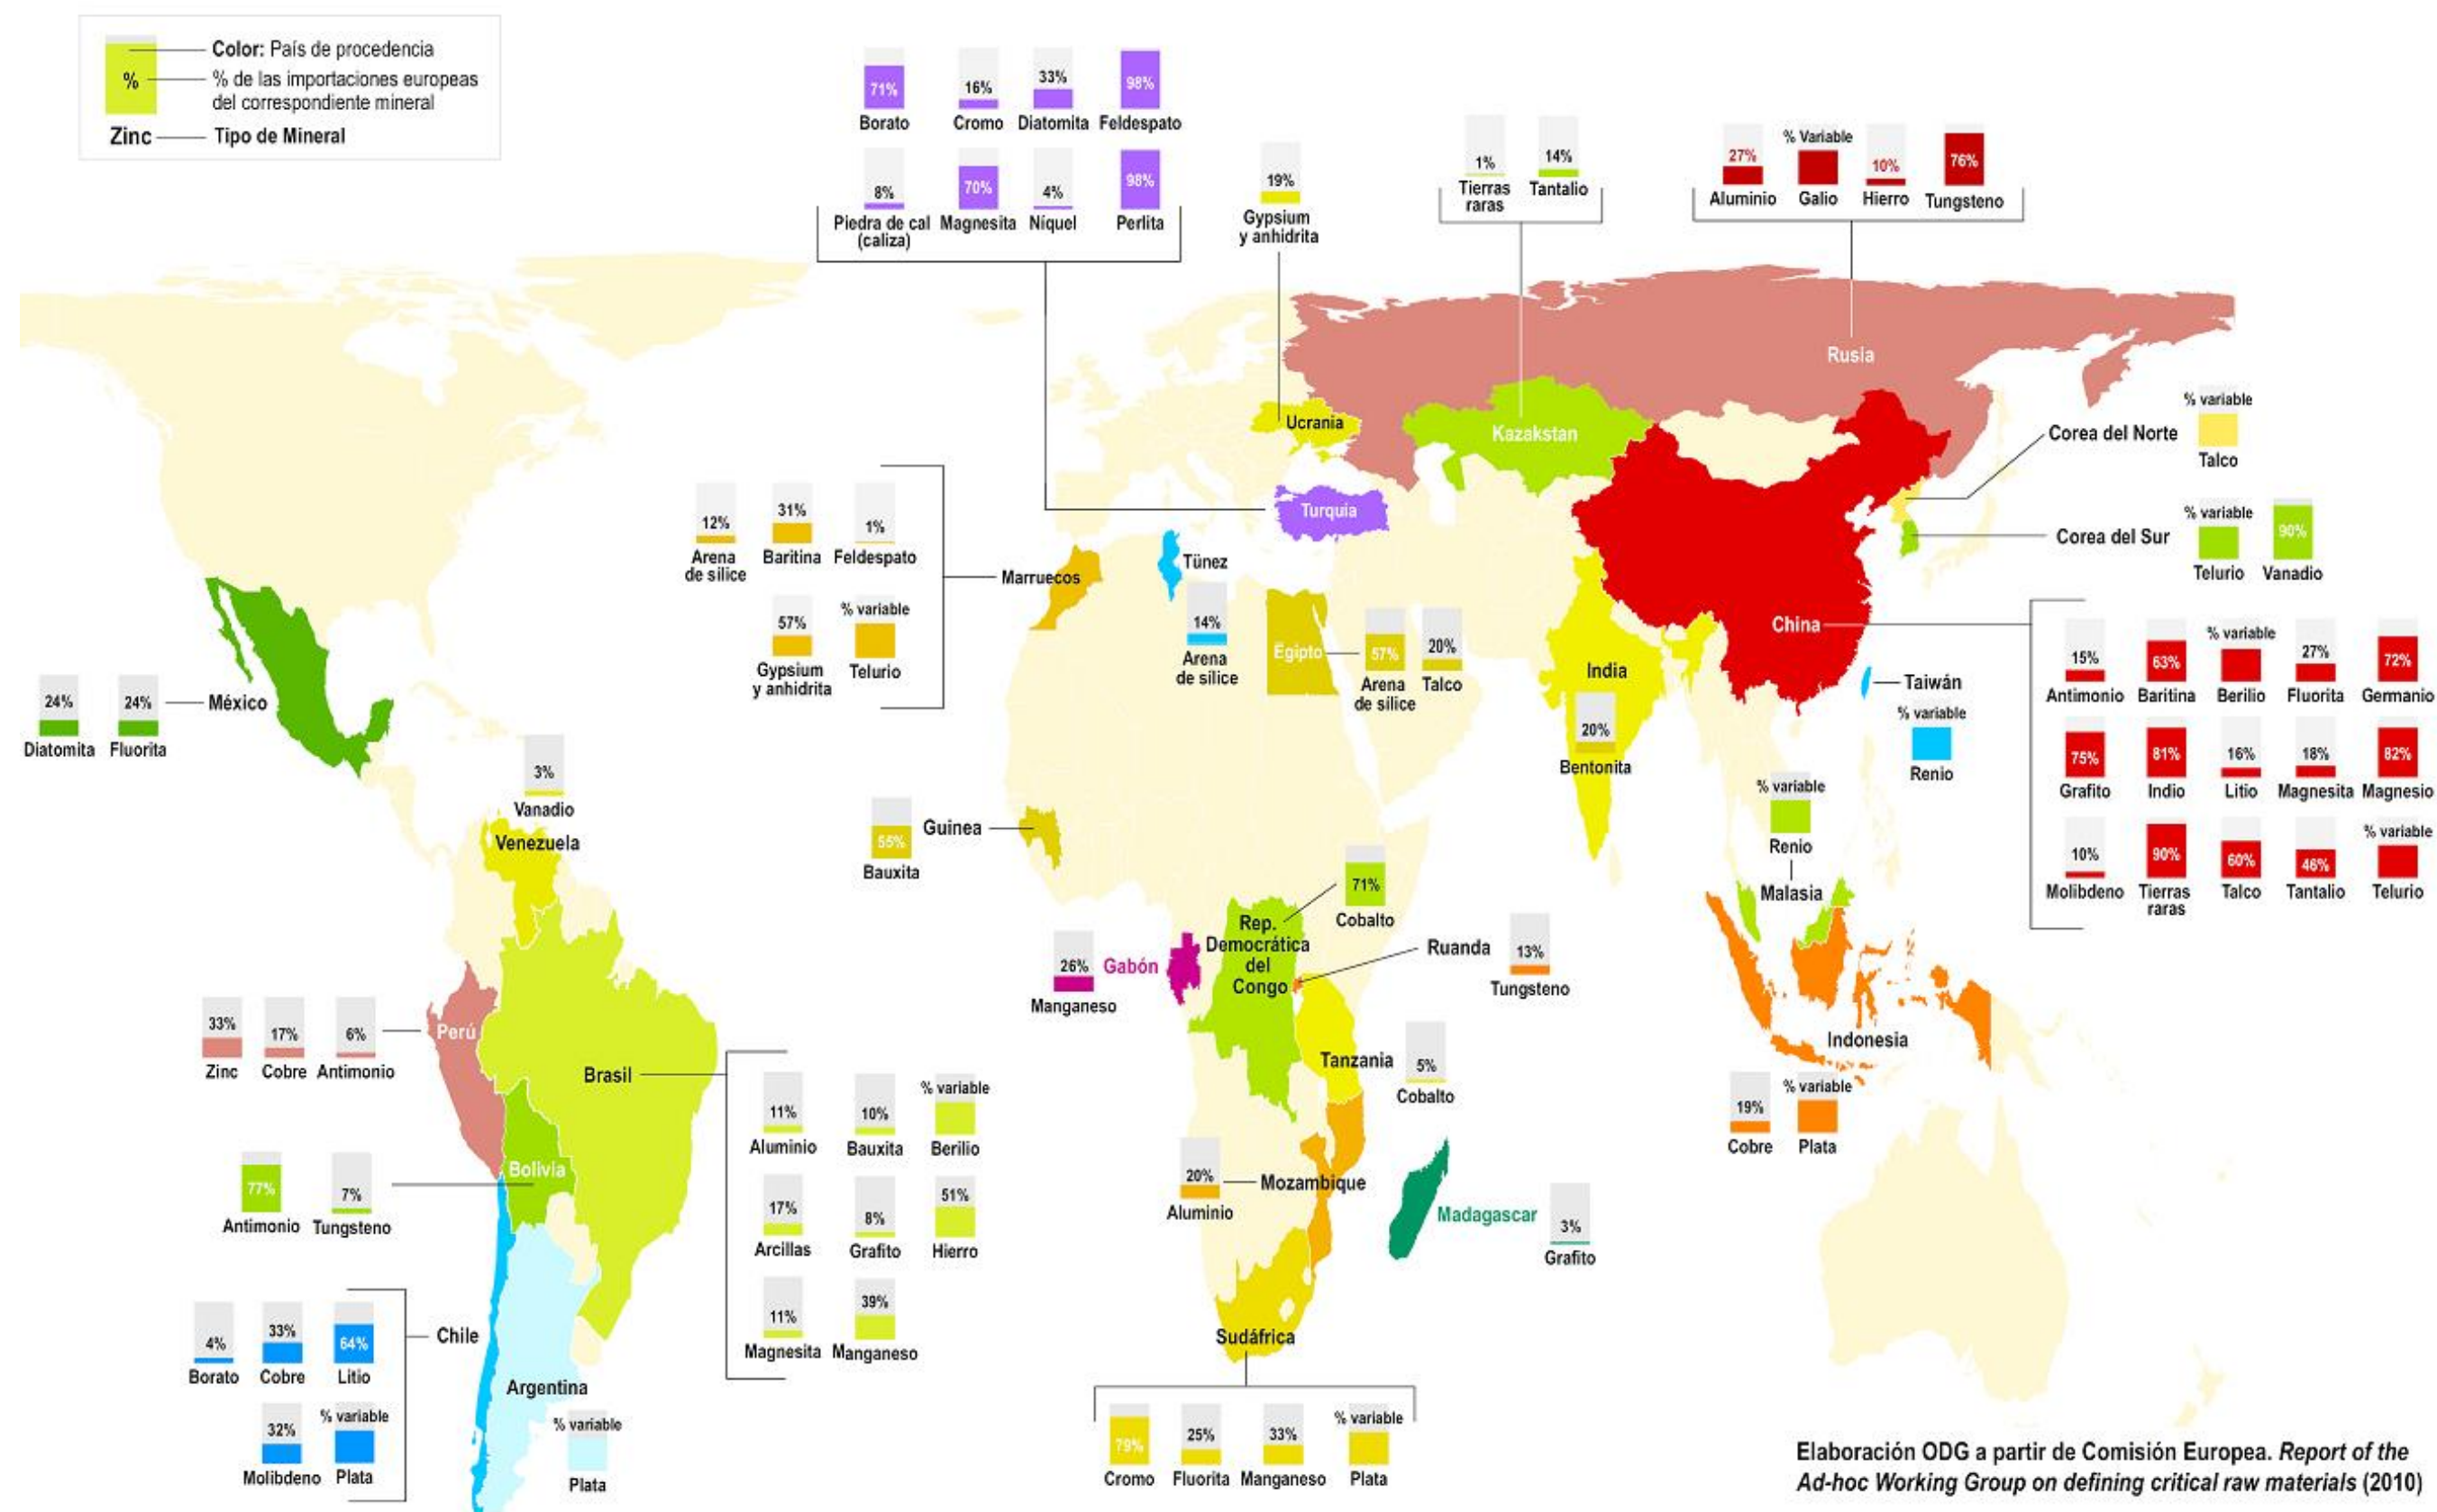 Color: País de procedencia
%
% de las importaciones europeas
del correspondiente mineral
Zinc
Tipo de Mineral
71%
16%
33%
98%
Borato
Cromo
Diatomita
Feldespato
8%
70%
4%
98%
Piedra de cal
(caliza)
Magnesita
Níquel
Perlita
19%
Gypsium
y anhidrita
1%
14%
Tierras
raras
Tantalio
27%
% Variable
10%
76%
Aluminio
Galio
Hierro
Tungsteno
Rusia
Ucrania
Kazakstan
Turquía
% variable
Corea del Norte
Talco
% variable
90%
Corea del Sur
Telurio
Vanadio
12%
31%
1%
Arena
de sílice
Baritina
Feldespato
57%
% variable
Gypsium
y anhidrita
Telurio
Marruecos
Tünez
14%
Arena
de sílice
Egipto
57%
20%
Arena
de sílice
Talco
India
20%
Bentonita
China
15%
63%
% variable
27%
72%
Antimonio
Baritina
Berilio
Fluorita
Germanio
75%
81%
16%
18%
82%
Grafito
Indio
Litio
Magnesita
Magnesio
10%
90%
60%
46%
% variable
Molibdeno
Tierras
raras
Talco
Tantalio
Telurio
Taiwán
% variable
Renio
% variable
Renio
Malasia
24%
24%
México
Diatomita
Fluorita
3%
Vanadio
Venezuela
55%
Guinea
Bauxita
71%
Cobalto
Rep.
Democrática
del
Congo
26%
Gabón
Manganeso
Ruanda
13%
Tungsteno
Tanzania
5%
Cobalto
Indonesia
19%
% variable
Cobre
Plata
33%
17%
6%
Perú
Zinc
Cobre
Antimonio
Brasil
11%
10%
% variable
Aluminio
Bauxita
Berilio
17%
8%
51%
Arcillas
Grafito
Hierro
11%
39%
Magnesita
Manganeso
Bolivia
77%
7%
Antimonio
Tungsteno
20%
Mozambique
Aluminio
Madagascar
3%
Grafito
4%
33%
64%
Chile
Borato
Cobre
Litio
32%
% variable
Molibdeno
Plata
Argentina
% variable
Plata
Sudáfrica
79%
25%
33%
% variable
Cromo
Fluorita
Manganeso
Plata
Elaboración ODG a partir de Comisión Europea. Report of the
Ad-hoc Working Group on defining critical raw materials (2010)